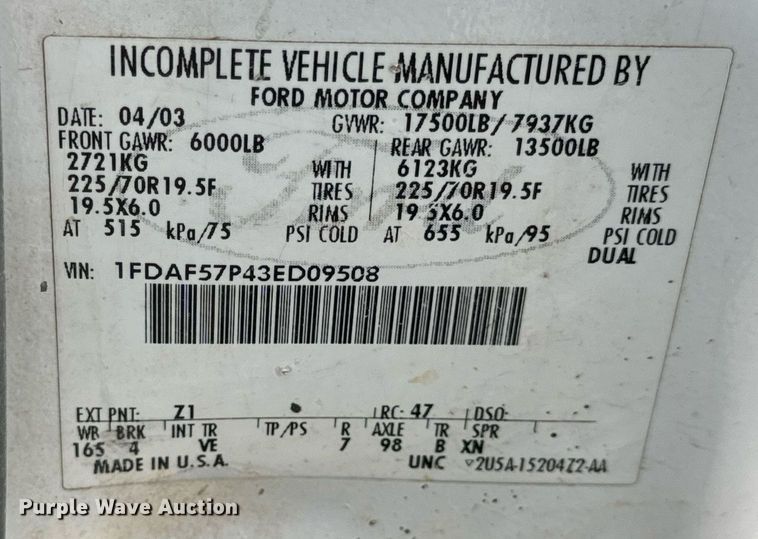 INCOMPLETE VEHICLE MANUFACTURED BY
FORD MOTOR COMPANY
DATE: 04/03 GVWR: 17500LB/7937KG
FRONT GAWR: 6000LB REAR GAWR: 13500LB
2721KG WITH 6123KG WITH
225/70R19.5F TIRES 225/70R19.5F TIRES
19.5X6.0 RIMS 19.5X6.0 RIMS
AT 515 kPa/75 PSI COLD AT 655 kPa/95 PSI COLD
DUAL
VIN: 1FDAF57P43ED09508
EXT PNT: Z1 RC: 47 DSO:
WB BRK INT TR TP/PS R AXLE TR SPR
165 4 VE 7 98 B XN
MADE IN U.S.A. UNC ▽2U5A-15204Z2-AA
Ford
Purple Wave Auction